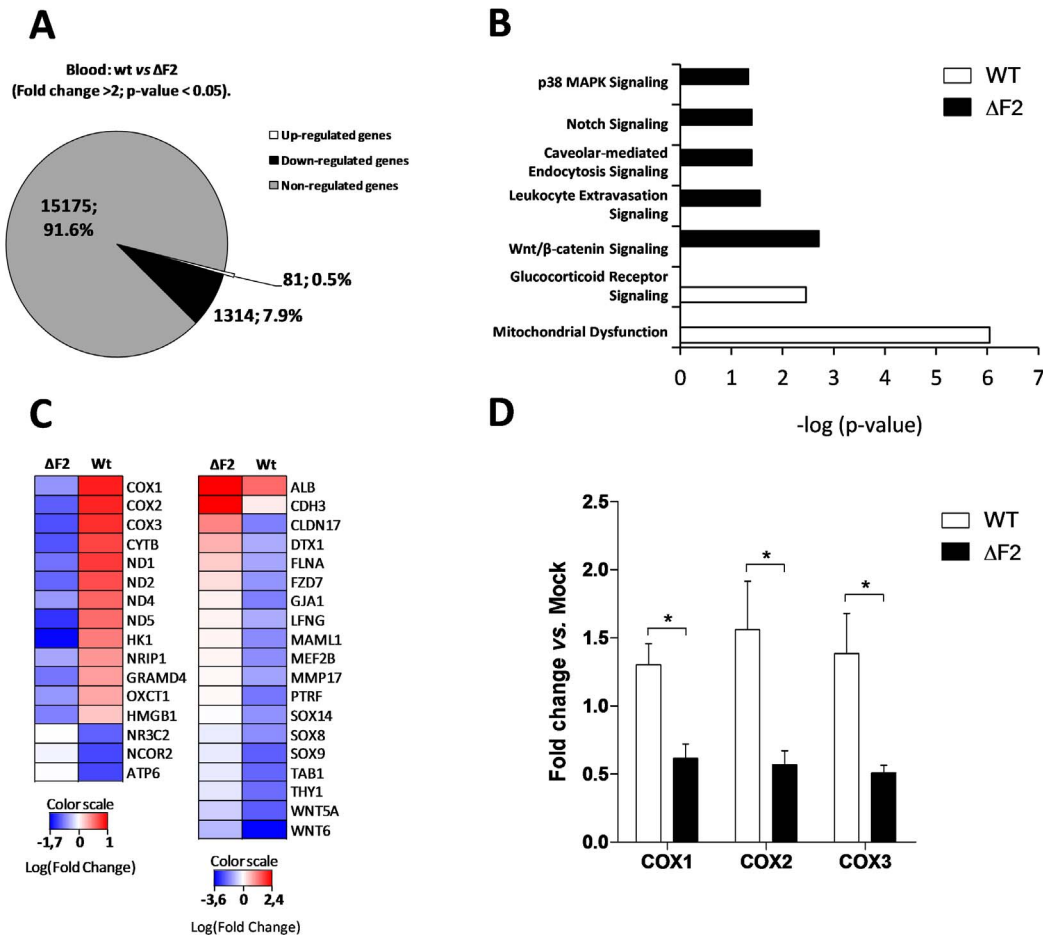 A
Blood: wt vs ΔF2
(Fold change >2; p-value < 0.05).
Up-regulated genes
Down-regulated genes
Non-regulated genes
15175;
91.6%
81; 0.5%
1314; 7.9%
B
p38 MAPK Signaling
Notch Signaling
Caveolar-mediated
Endocytosis Signaling
Leukocyte Extravasation
Signaling
Wnt/β-catenin Signaling
Glucocorticoid Receptor
Signaling
Mitochondrial Dysfunction
0 1 2 3 4 5 6 7
-log (p-value)
WT
ΔF2
C
ΔF2 Wt
COX1
COX2
COX3
CYTB
ND1
ND2
ND4
ND5
HK1
NRIP1
GRAMD4
OXCT1
HMGB1
NR3C2
NCOR2
ATP6
Color scale
-1,7 0 1
Log(Fold Change)
ΔF2 Wt
ALB
CDH3
CLDN17
DTX1
FLNA
FZD7
GJA1
LFNG
MAML1
MEF2B
MMP17
PTRF
SOX14
SOX8
SOX9
TAB1
THY1
WNT5A
WNT6
Color scale
-3,6 0 2,4
Log(Fold Change)
D
Fold change vs. Mock
2.5
2.0
1.5
1.0
0.5
0.0
* * *
COX1 COX2 COX3
WT
ΔF2